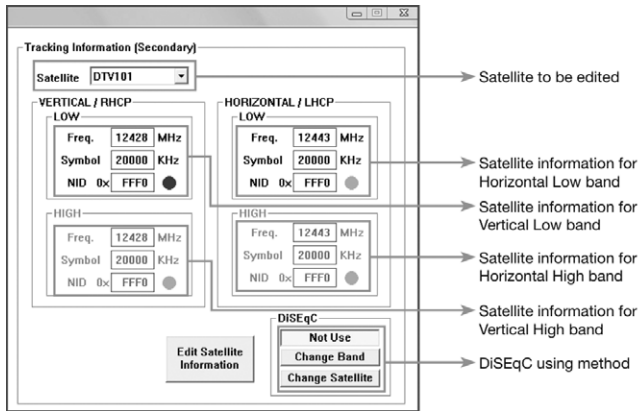 Tracking Information (Secondary)
Satellite DTV101
Satellite to be edited
VERTICAL / RHCP
LOW
Freq. 12428 MHz
Symbol 20000 KHz
NID 0x FFF0
HIGH
Freq. 12428 MHz
Symbol 20000 KHz
NID 0x FFF0
HORIZONTAL / LHCP
LOW
Freq. 12443 MHz
Symbol 20000 KHz
NID 0x FFF0
HIGH
Freq. 12443 MHz
Symbol 20000 KHz
NID 0x FFF0
Satellite information for
Horizontal Low band
Satellite information for
Vertical Low band
Satellite information for
Horizontal High band
Satellite information for
Vertical High band
Edit Satellite
Information
DiSEqC
Not Use
Change Band
Change Satellite
DiSEqC using method